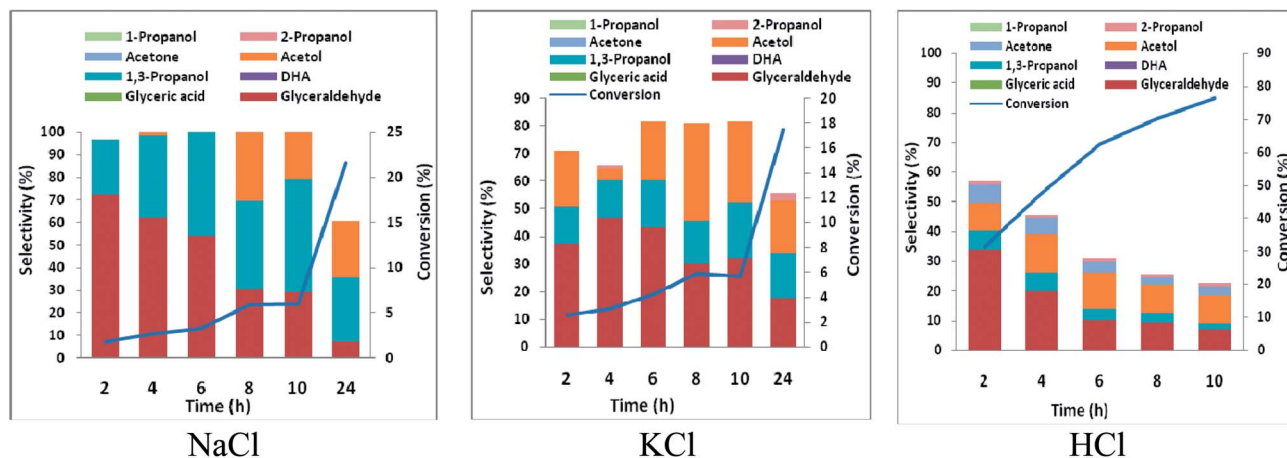 1-Propanol 2-Propanol
Acetone Acetol
1,3-Propanol DHA
Glyceric acid Glyceraldehyde
Conversion
Selectivity (%)
100
90
80
70
60
50
40
30
20
10
0
25
20
15
10
5
0
Conversion (%)
2 4 6 8 10 24
Time (h)
NaCl
1-Propanol 2-Propanol
Acetone Acetol
1,3-Propanol DHA
Glyceric acid Glyceraldehyde
Conversion
Selectivity (%)
90
80
70
60
50
40
30
20
10
0
20
18
16
14
12
10
8
6
4
2
0
Conversion (%)
2 4 6 8 10 24
Time (h)
KCl
1-Propanol 2-Propanol
Acetone Acetol
1,3-Propanol DHA
Glyceric acid Glyceraldehyde
Conversion
Selectivity (%)
100
90
80
70
60
50
40
30
20
10
0
90
80
70
60
50
40
30
20
10
0
Conversion (%)
2 4 6 8 10
Time (h)
HCl